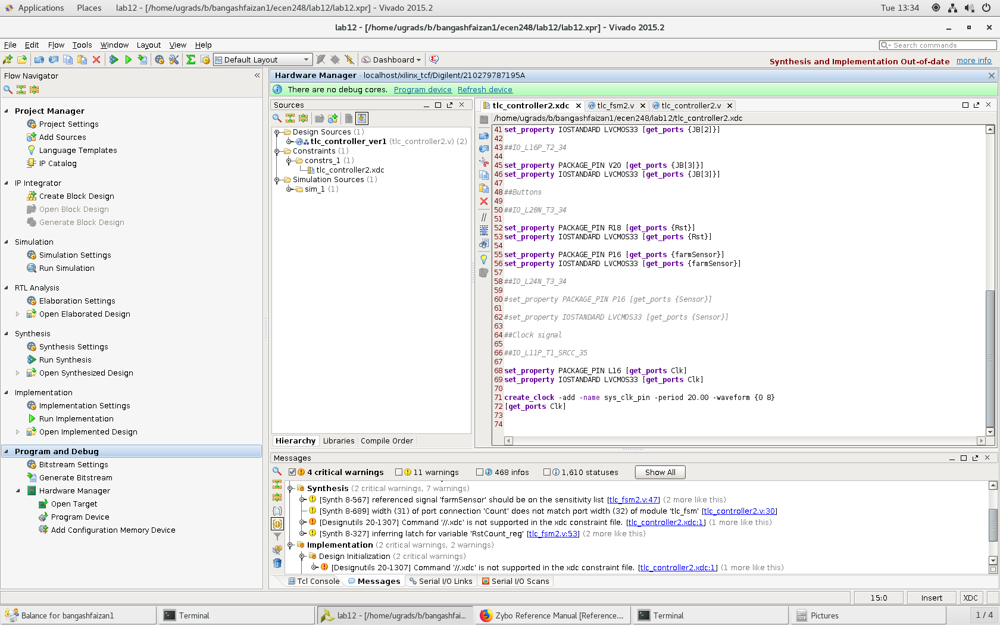 Applications Places lab12 - [/home/ugrads/b/bangashfaizan1/ecen248/lab12/lab12.xpr] - Vivado 2015.2 Tue 13:34
lab12 - [/home/ugrads/b/bangashfaizan1/ecen248/lab12/lab12.xpr] - Vivado 2015.2
File Edit Flow Tools Window Layout View Help
Search commands
Default Layout Dashboard
Synthesis and Implementation Out-of-date more info
Flow Navigator
Project Manager
Project Settings
Add Sources
Language Templates
IP Catalog
IP Integrator
Create Block Design
Open Block Design
Generate Block Design
Simulation
Simulation Settings
Run Simulation
RTL Analysis
Elaboration Settings
Open Elaborated Design
Synthesis
Synthesis Settings
Run Synthesis
Open Synthesized Design
Implementation
Implementation Settings
Run Implementation
Open Implemented Design
Program and Debug
Bitstream Settings
Generate Bitstream
Hardware Manager
Open Target
Program Device
Add Configuration Memory Device
Hardware Manager - localhost/xilinx_tcf/Digilent/210279787195A
There are no debug cores. Program device Refresh device
Sources
Design Sources (1)
tlc_controller_ver1 (tlc_controller2.v) (2)
Constraints (1)
constrs_1 (1)
tlc_controller2.xdc
Simulation Sources (1)
sim_1 (1)
Hierarchy Libraries Compile Order
tlc_controller2.xdc tlc_fsm2.v tlc_controller2.v
/home/ugrads/b/bangashfaizan1/ecen248/lab12/tlc_controller2.xdc
41 set_property IOSTANDARD LVCMOS33 [get_ports {JB[2]}]
42
43 ##IO_L16P_T2_34
44
45 set_property PACKAGE_PIN V20 [get_ports {JB[3]}]
46 set_property IOSTANDARD LVCMOS33 [get_ports {JB[3]}]
47
48 ##Buttons
49
50 ##IO_L20N_T3_34
51
52 set_property PACKAGE_PIN R18 [get_ports {Rst}]
53 set_property IOSTANDARD LVCMOS33 [get_ports {Rst}]
54
55 set_property PACKAGE_PIN P16 [get_ports {farmSensor}]
56 set_property IOSTANDARD LVCMOS33 [get_ports {farmSensor}]
57
58 ##IO_L24N_T3_34
59
60 #set_property PACKAGE_PIN P16 [get_ports {Sensor}]
61
62 #set_property IOSTANDARD LVCMOS33 [get_ports {Sensor}]
63
64 ##Clock signal
65
66 ##IO_L11P_T1_SRCC_35
67
68 set_property PACKAGE_PIN L16 [get_ports Clk]
69 set_property IOSTANDARD LVCMOS33 [get_ports Clk]
70
71 create_clock -add -name sys_clk_pin -period 20.00 -waveform {0 8}
72 [get_ports Clk]
73
74
Messages
4 critical warnings 11 warnings 468 infos 1,610 statuses Show All
Synthesis (2 critical warnings, 7 warnings)
[Synth 8-567] referenced signal 'farmSensor' should be on the sensitivity list [tlc_fsm2.v:47] (2 more like this)
[Synth 8-689] width (31) of port connection 'Count' does not match port width (32) of module 'tlc_fsm' [tlc_controller2.v:30]
[Designutils 20-1307] Command '//.xdc' is not supported in the xdc constraint file. [tlc_controller2.xdc:1] (1 more like this)
[Synth 8-327] inferring latch for variable 'RstCount_reg' [tlc_fsm2.v:53] (2 more like this)
Implementation (2 critical warnings, 2 warnings)
Design Initialization (2 critical warnings)
[Designutils 20-1307] Command '//.xdc' is not supported in the xdc constraint file. [tlc_controller2.xdc:1] (1 more like this)
Tcl Console Messages Serial I/O Links Serial I/O Scans
15:0 Insert XDC
Balance for bangashfaizan1 Terminal lab12 - [/home/ugrads/b/bangashfai... Zybo Reference Manual [Reference.... Terminal Pictures 1 / 4